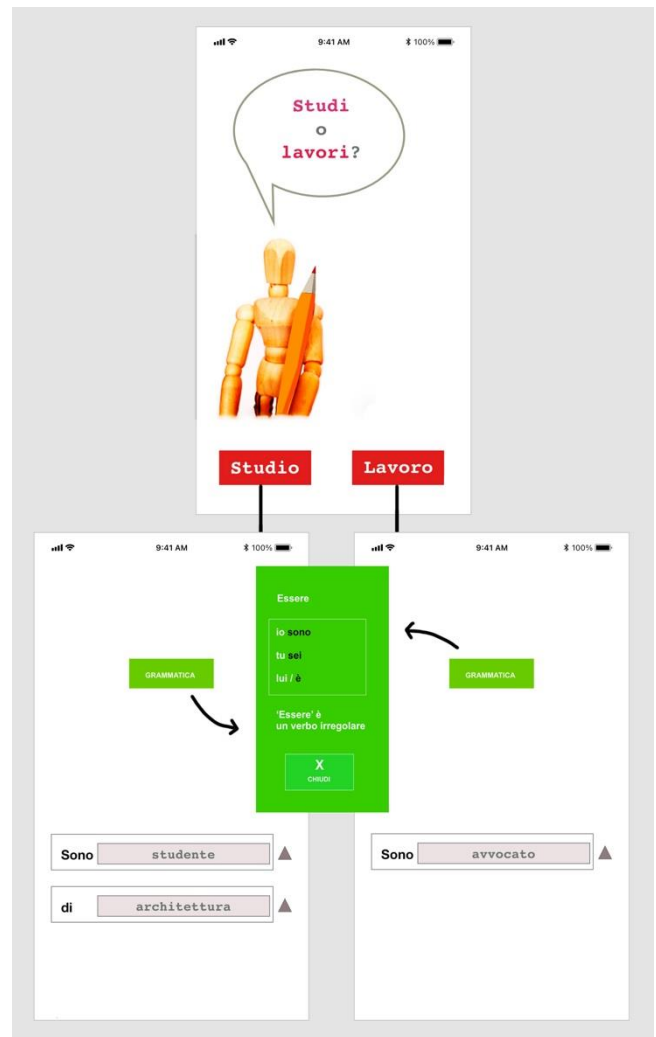 9:41 AM 100%
Studi
o
lavori?
Studio
Lavoro
9:41 AM 100%
GRAMMATICA
Sono studente
di architettura
Essere
io sono
tu sei
lui / è
'Essere' è
un verbo irregolare
X
CHIUDI
9:41 AM 100%
GRAMMATICA
Sono avvocato